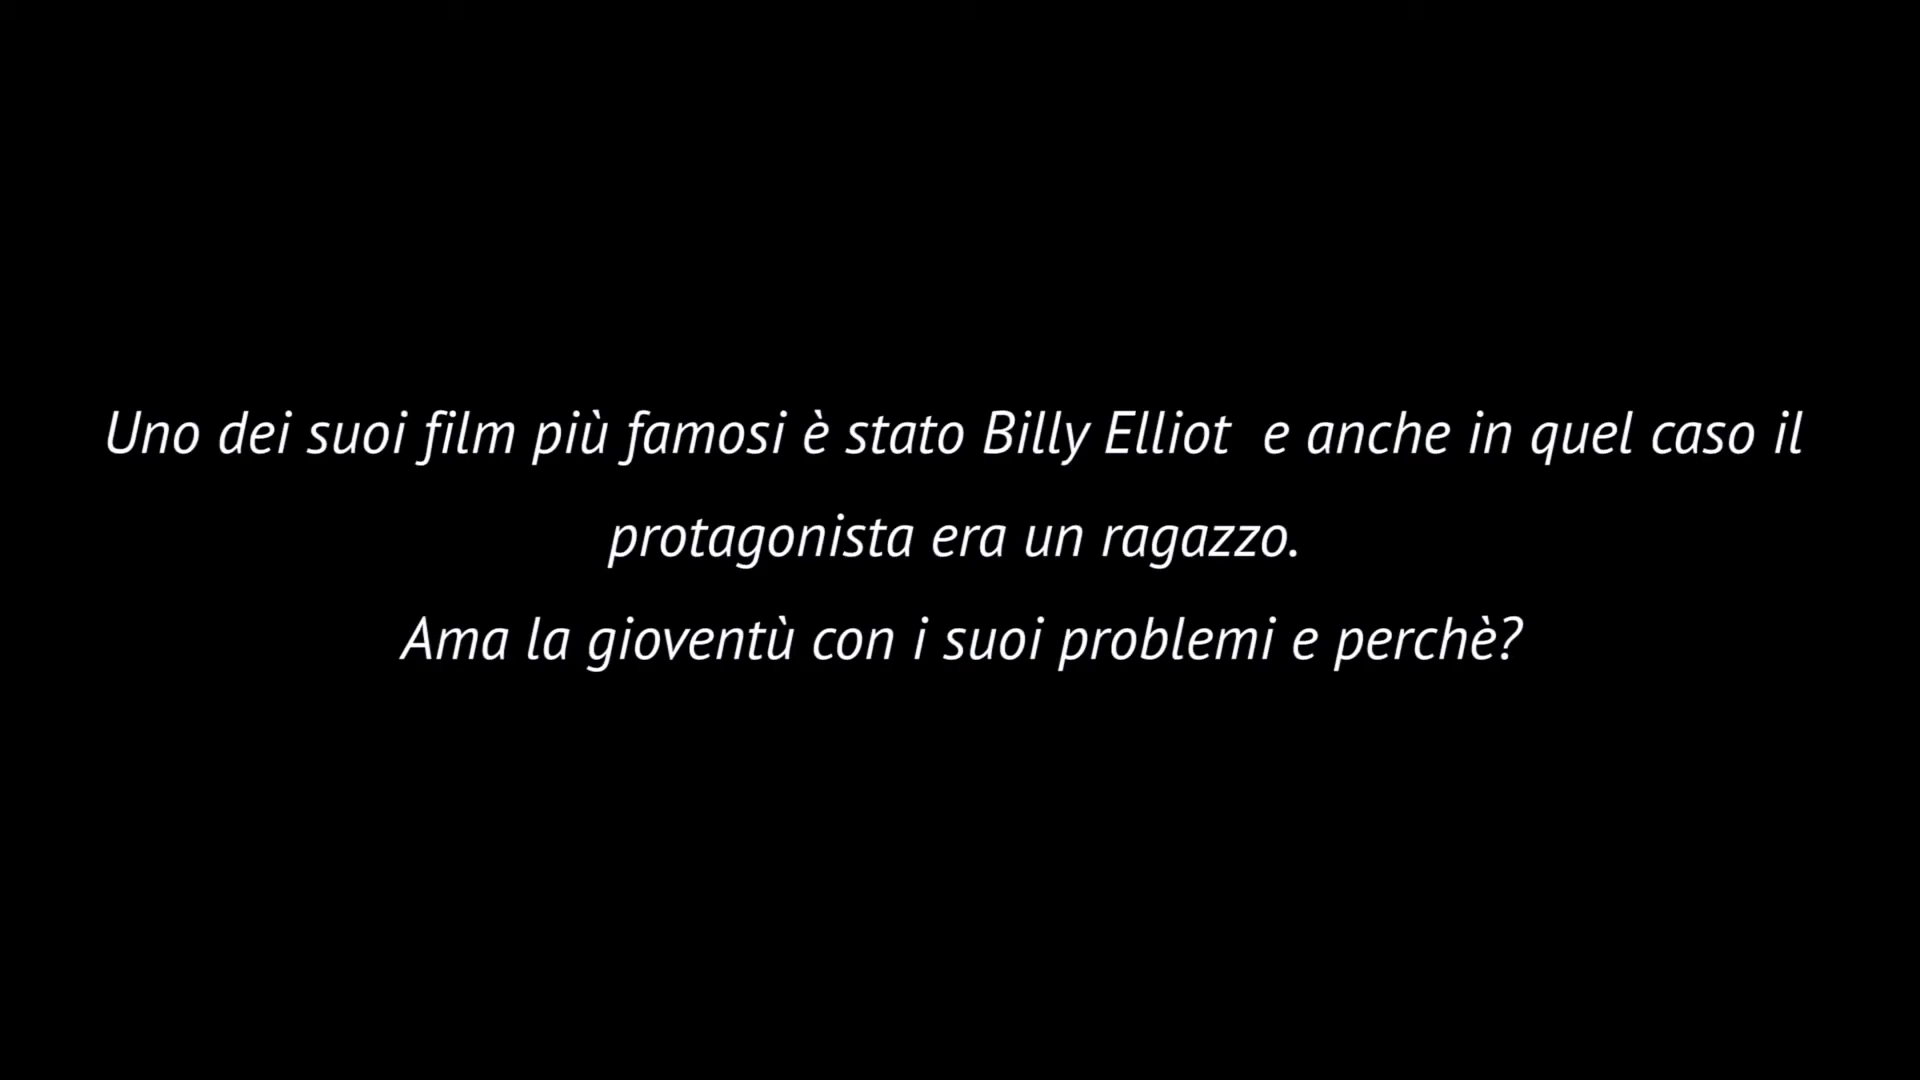 Uno dei suoi film più famosi è stato Billy Elliot  e anche in quel caso il
protagonista era un ragazzo.
Ama la gioventù con i suoi problemi e perchè?